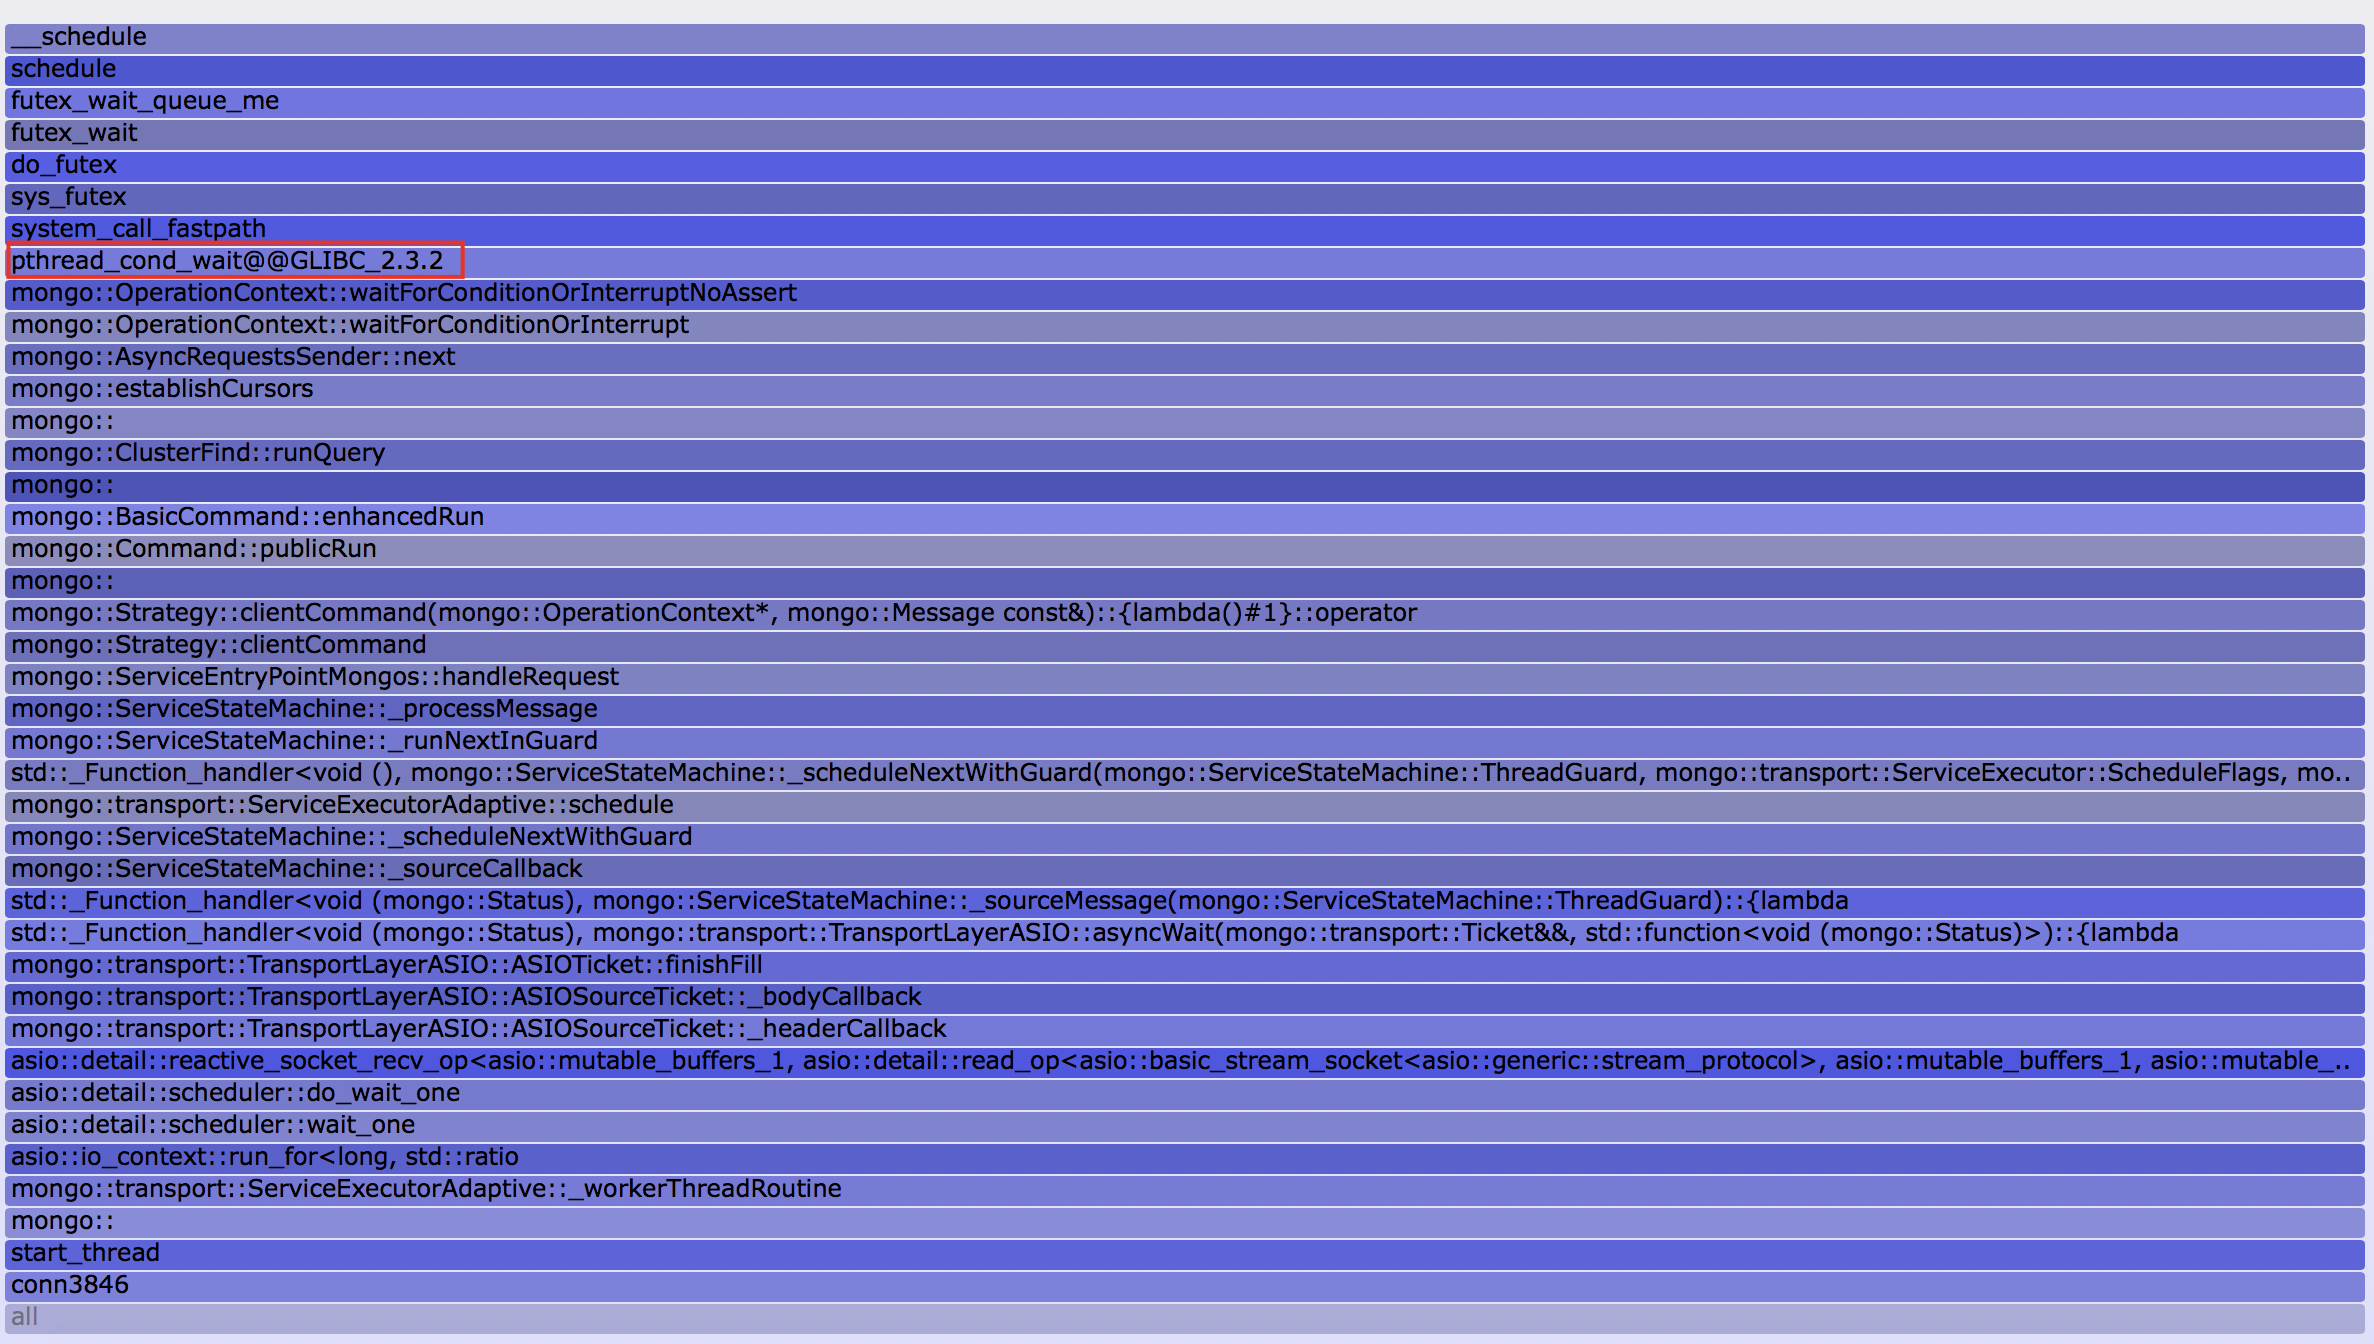 __schedule
schedule
futex_wait_queue_me
futex_wait
do_futex
sys_futex
system_call_fastpath
pthread_cond_wait@@GLIBC_2.3.2
mongo::OperationContext::waitForConditionOrInterruptNoAssert
mongo::OperationContext::waitForConditionOrInterrupt
mongo::AsyncRequestsSender::next
mongo::establishCursors
mongo::
mongo::ClusterFind::runQuery
mongo::
mongo::BasicCommand::enhancedRun
mongo::Command::publicRun
mongo::
mongo::Strategy::clientCommand(mongo::OperationContext*, mongo::Message const&)::{lambda()#1}::operator
mongo::Strategy::clientCommand
mongo::ServiceEntryPointMongos::handleRequest
mongo::ServiceStateMachine::_processMessage
mongo::ServiceStateMachine::_runNextInGuard
std::_Function_handler<void (), mongo::ServiceStateMachine::_scheduleNextWithGuard(mongo::ServiceStateMachine::ThreadGuard, mongo::transport::ServiceExecutor::ScheduleFlags, mo..
mongo::transport::ServiceExecutorAdaptive::schedule
mongo::ServiceStateMachine::_scheduleNextWithGuard
mongo::ServiceStateMachine::_sourceCallback
std::_Function_handler<void (mongo::Status), mongo::ServiceStateMachine::_sourceMessage(mongo::ServiceStateMachine::ThreadGuard)::{lambda
std::_Function_handler<void (mongo::Status), mongo::transport::TransportLayerASIO::asyncWait(mongo::transport::Ticket&&, std::function<void (mongo::Status)>)::{lambda
mongo::transport::TransportLayerASIO::ASIOTicket::finishFill
mongo::transport::TransportLayerASIO::ASIOSourceTicket::_bodyCallback
mongo::transport::TransportLayerASIO::ASIOSourceTicket::_headerCallback
asio::detail::reactive_socket_recv_op<asio::mutable_buffers_1, asio::detail::read_op<asio::basic_stream_socket<asio::generic::stream_protocol>, asio::mutable_buffers_1, asio::mutable_..
asio::detail::scheduler::do_wait_one
asio::detail::scheduler::wait_one
asio::io_context::run_for<long, std::ratio
mongo::transport::ServiceExecutorAdaptive::_workerThreadRoutine
mongo::
start_thread
conn3846
all